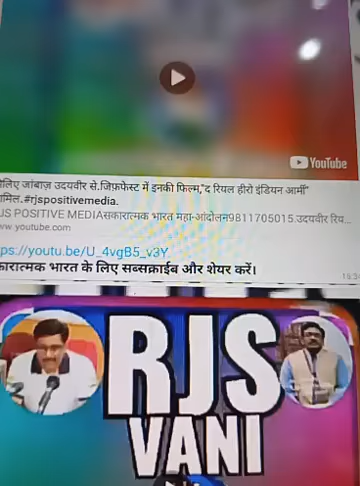 YouTube
लिए जांबाज़ उदयवीर से.जिफ़फेस्ट में इनकी फिल्म,"द रियल हीरो इंडियन आर्मी"
मिल.#rjspositivemedia.
JS POSITIVE MEDIAसकारात्मक भारत महा-आंदोलन9811705015.उदयवीर रिय...
ww.youtube.com
ps://youtu.be/U_4vgB5_v3Y
कारात्मक भारत के लिए सब्सक्राईब और शेयर करें।
RJS
VANI